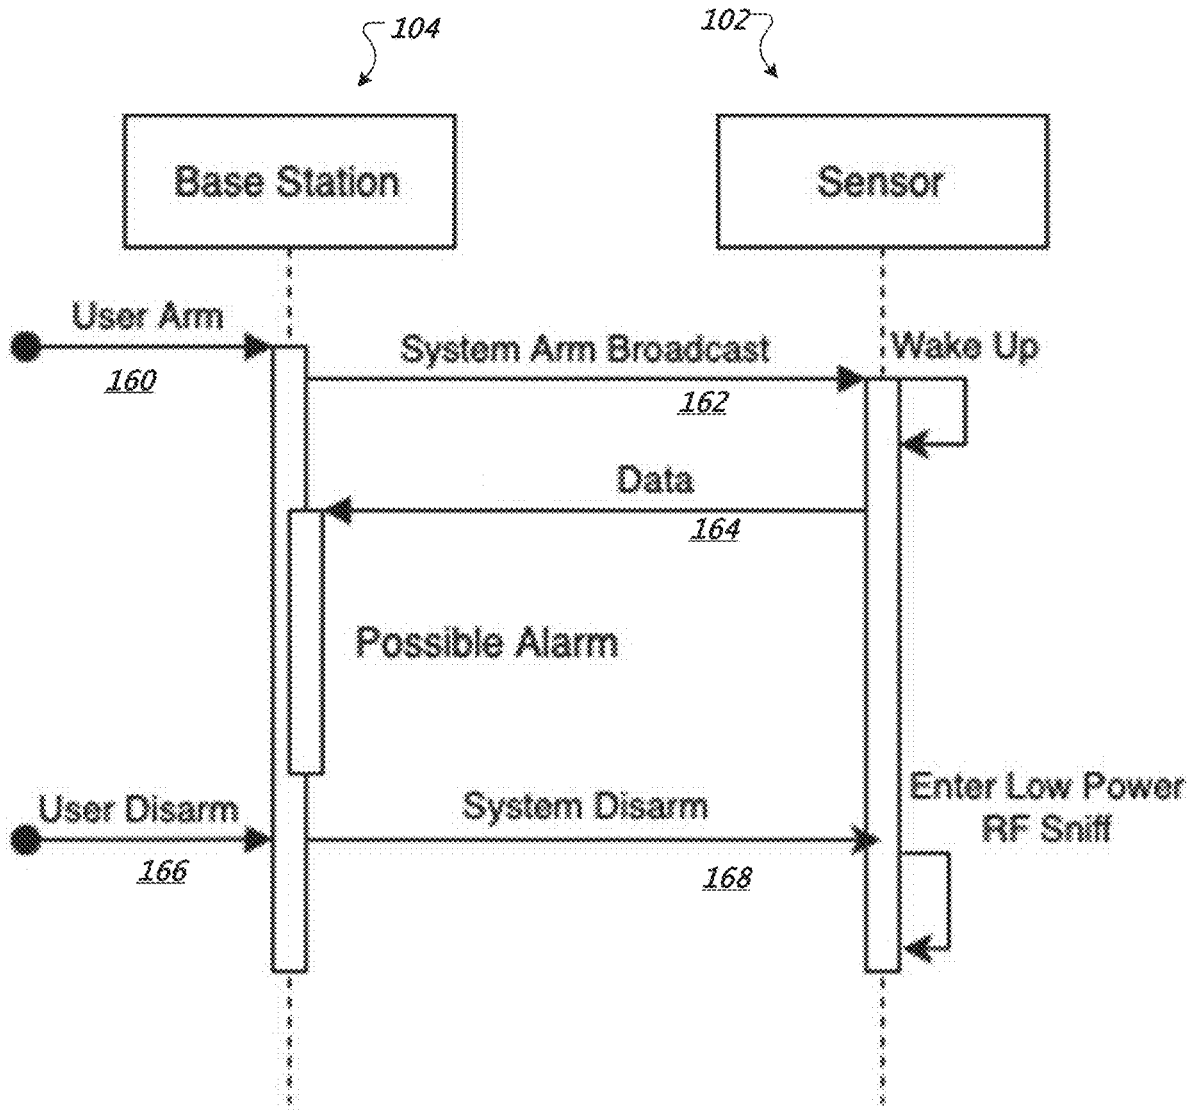 104
102
Base Station
Sensor
User Arm
160
System Arm Broadcast
162
Wake Up
Data
164
Possible Alarm
User Disarm
166
System Disarm
168
Enter Low Power
RF Sniff